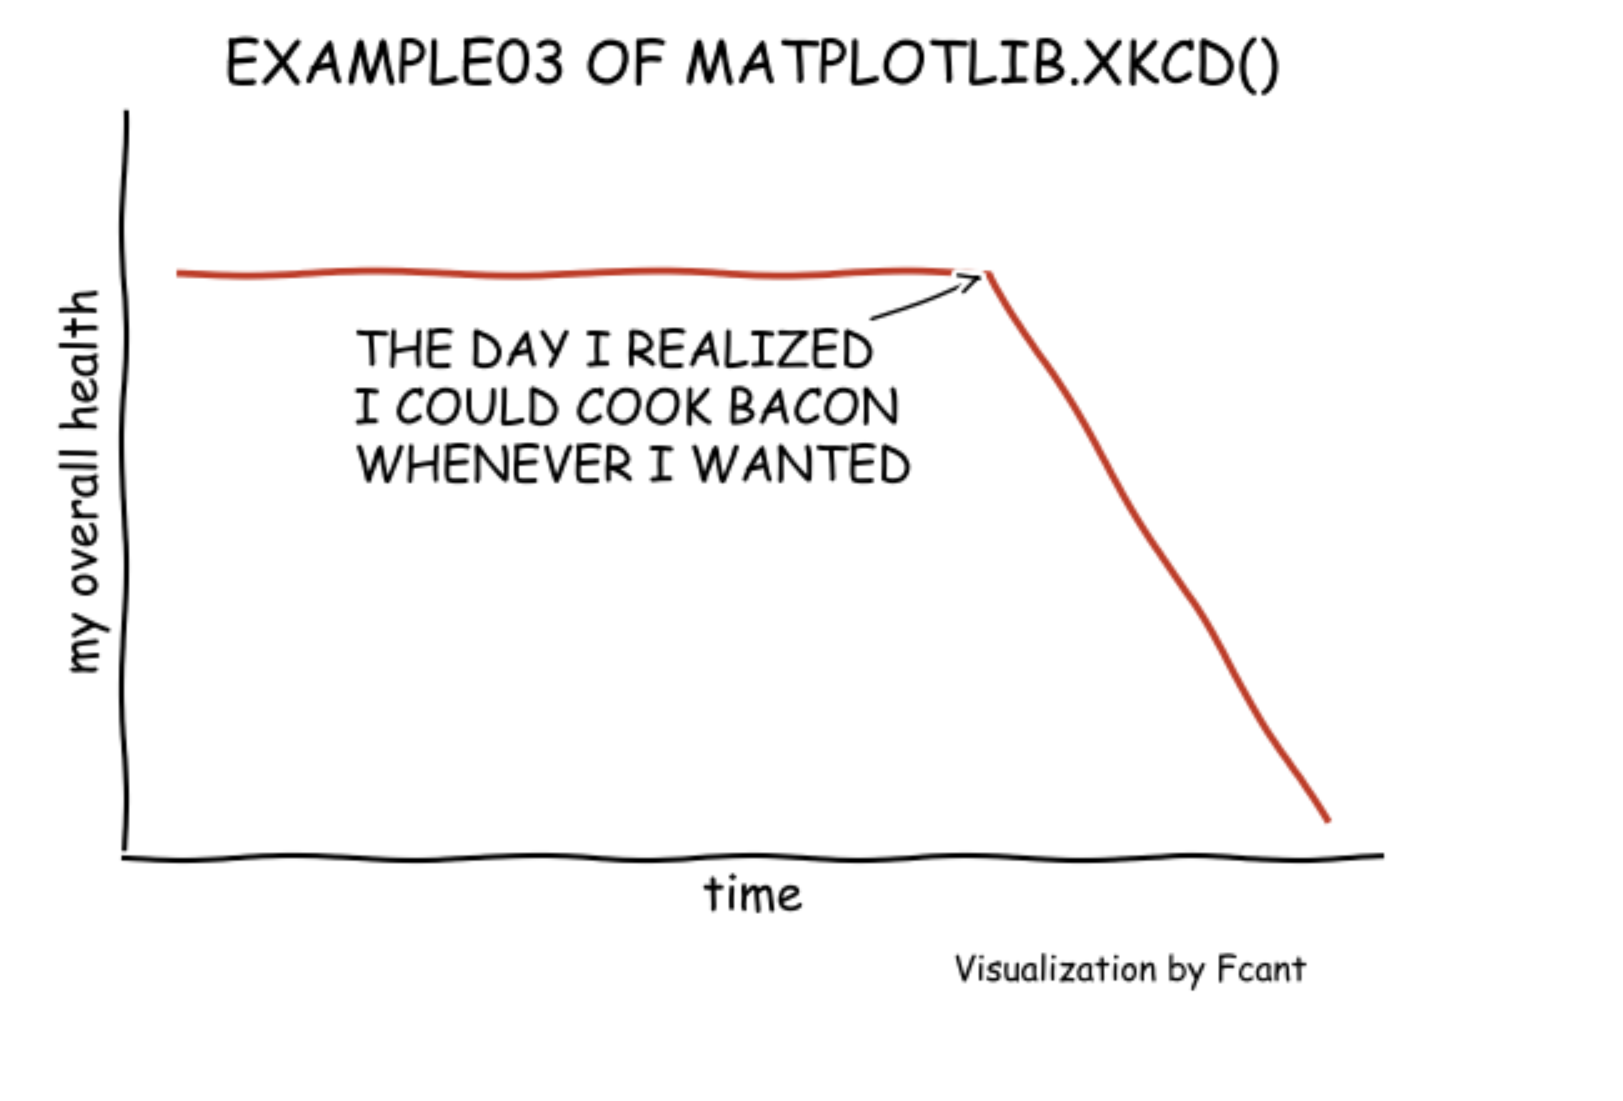 EXAMPLE03 OF MATPLOTLIB.XKCD()
my overall health
THE DAY I REALIZED
I COULD COOK BACON
WHENEVER I WANTED
time
Visualization by Fcant